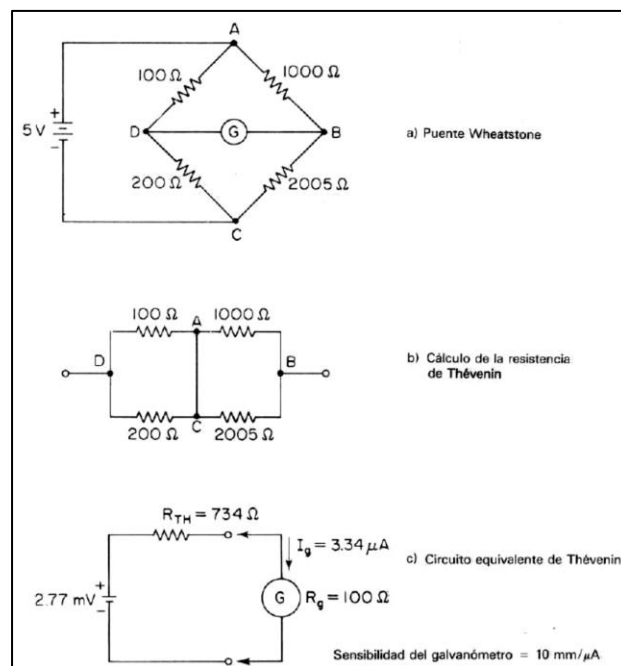 A
100 Ω
1000 Ω
5 V
+
-
D
G
B
a) Puente Wheatstone
200 Ω
2005 Ω
C
100 Ω
A
1000 Ω
D
B
b) Cálculo de la resistencia
de Thévenin
200 Ω
C
2005 Ω
R_TH = 734 Ω
I_g = 3.34 μA
c) Circuito equivalente de Thévenin
2.77 mV
+
-
G
R_g = 100 Ω
Sensibilidad del galvanómetro = 10 mm/μA